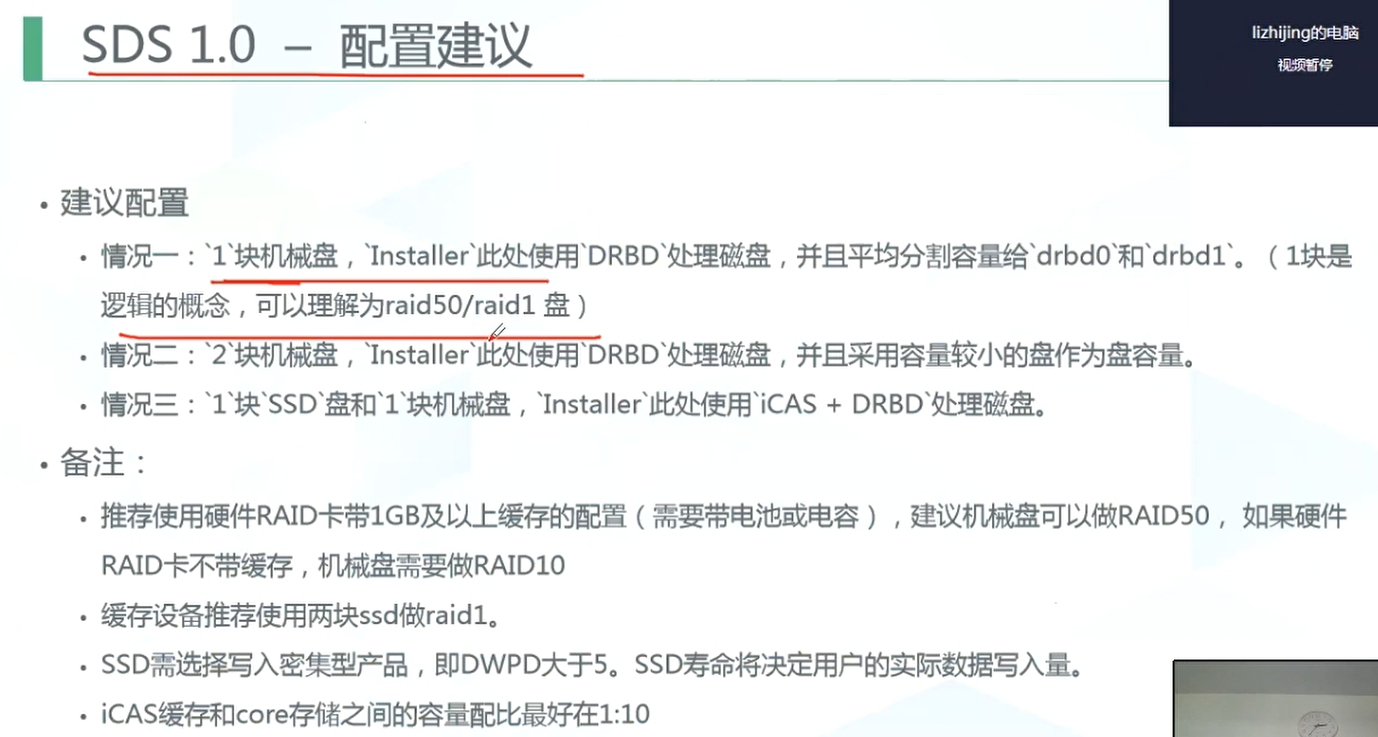 SDS 1.0 – 配置建议
lizhijing的电脑
视频暂停
• 建议配置
• 情况一：`1`块机械盘，`Installer`此处使用`DRBD`处理磁盘，并且平均分割容量给`drbd0`和`drbd1`。（1块是
逻辑的概念，可以理解为raid50/raid1 盘）
• 情况二：`2`块机械盘，`Installer`此处使用`DRBD`处理磁盘，并且采用容量较小的盘作为盘容量。
• 情况三：`1`块`SSD`盘和`1`块机械盘，`Installer`此处使用`iCAS + DRBD`处理磁盘。
• 备注：
• 推荐使用硬件RAID卡带1GB及以上缓存的配置（需要带电池或电容），建议机械盘可以做RAID50， 如果硬件
RAID卡不带缓存，机械盘需要做RAID10
• 缓存设备推荐使用两块ssd做raid1。
• SSD需选择写入密集型产品，即DWPD大于5。SSD寿命将决定用户的实际数据写入量。
• iCAS缓存和core存储之间的容量配比最好在1:10